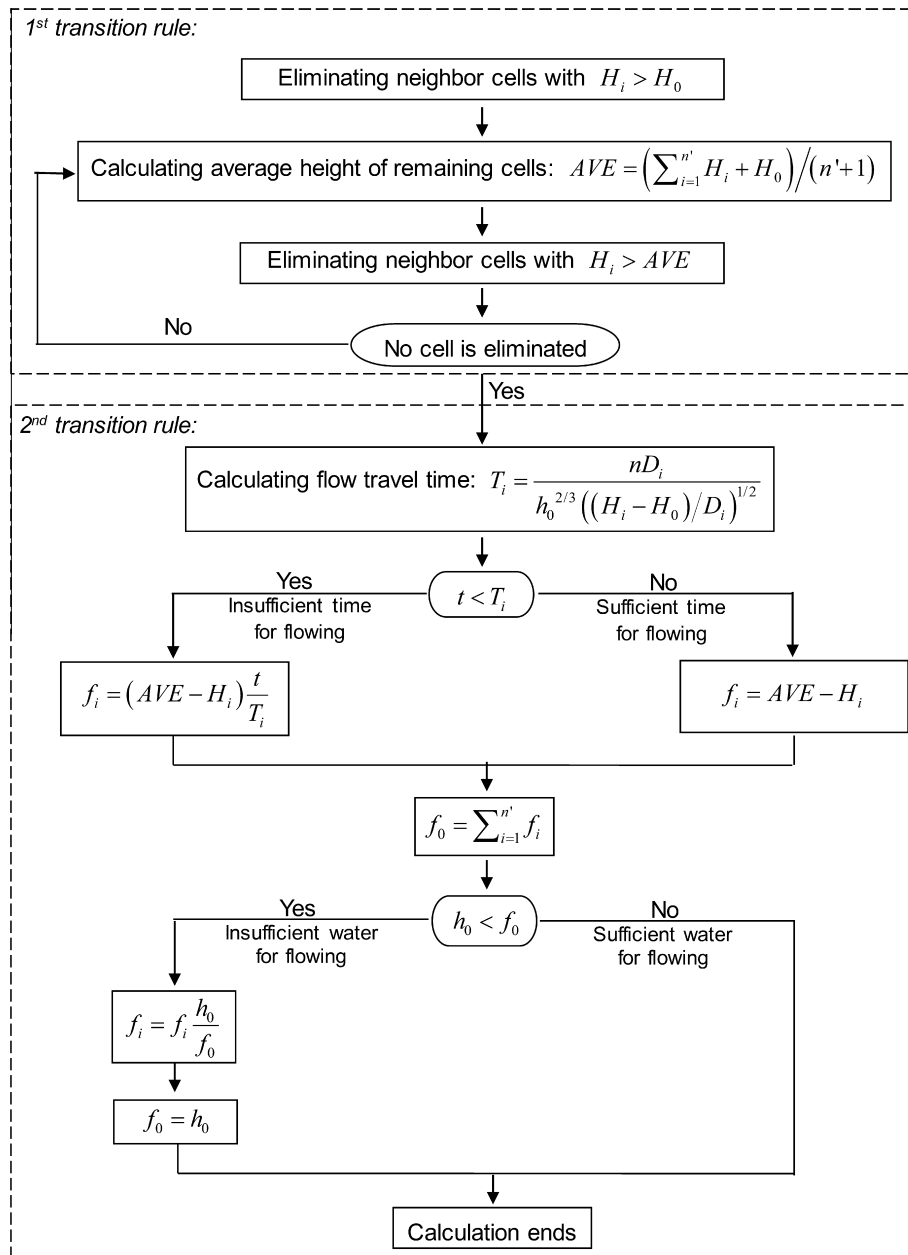 1st transition rule:
Eliminating neighbor cells with H_i > H_0
Calculating average height of remaining cells: AVE = (∑_{i=1}^{n'} H_i + H_0)/(n'+1)
Eliminating neighbor cells with H_i > AVE
No
No cell is eliminated
Yes
2nd transition rule:
Calculating flow travel time: T_i = nD_i / (h_0^{2/3} ((H_i − H_0)/D_i)^{1/2})
Yes
No
t < T_i
Insufficient time
for flowing
Sufficient time
for flowing
f_i = (AVE − H_i) t/T_i
f_i = AVE − H_i
f_0 = ∑_{i=1}^{n'} f_i
Yes
No
h_0 < f_0
Insufficient water
for flowing
Sufficient water
for flowing
f_i = f_i h_0/f_0
f_0 = h_0
Calculation ends